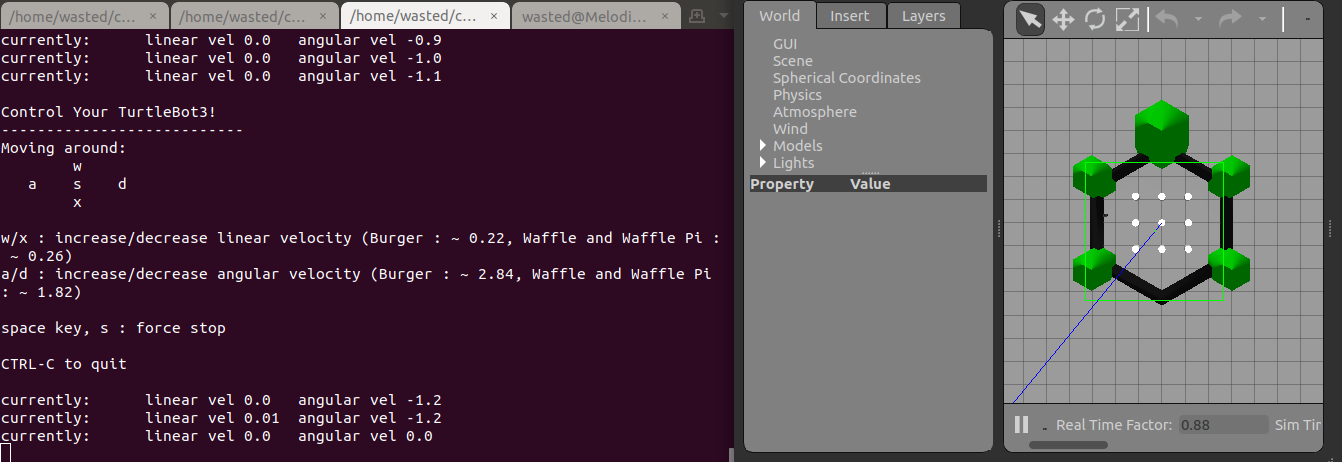 /home/wasted/c... ×
/home/wasted/c... ×
/home/wasted/c... ×
wasted@Melodi... ×
currently: linear vel 0.0 angular vel -0.9
currently: linear vel 0.0 angular vel -1.0
currently: linear vel 0.0 angular vel -1.1
Control Your TurtleBot3!
---------------------------
Moving around:
w
a s d
x
w/x : increase/decrease linear velocity (Burger : ~ 0.22, Waffle and Waffle Pi :
~ 0.26)
a/d : increase/decrease angular velocity (Burger : ~ 2.84, Waffle and Waffle Pi
: ~ 1.82)
space key, s : force stop
CTRL-C to quit
currently: linear vel 0.0 angular vel -1.2
currently: linear vel 0.01 angular vel -1.2
currently: linear vel 0.0 angular vel 0.0
World
Insert
Layers
GUI
Scene
Spherical Coordinates
Physics
Atmosphere
Wind
Models
Lights
Property Value
Real Time Factor: 0.88 Sim Tir